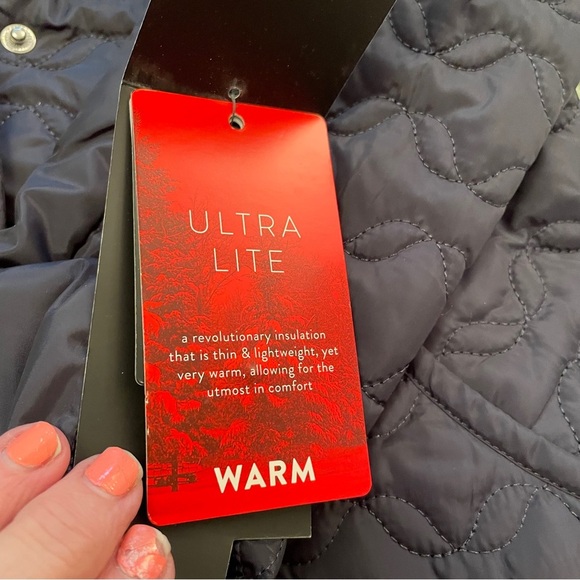 ULTRA
LITE
a revolutionary insulation
that is thin & lightweight, yet
very warm, allowing for the
utmost in comfort
WARM